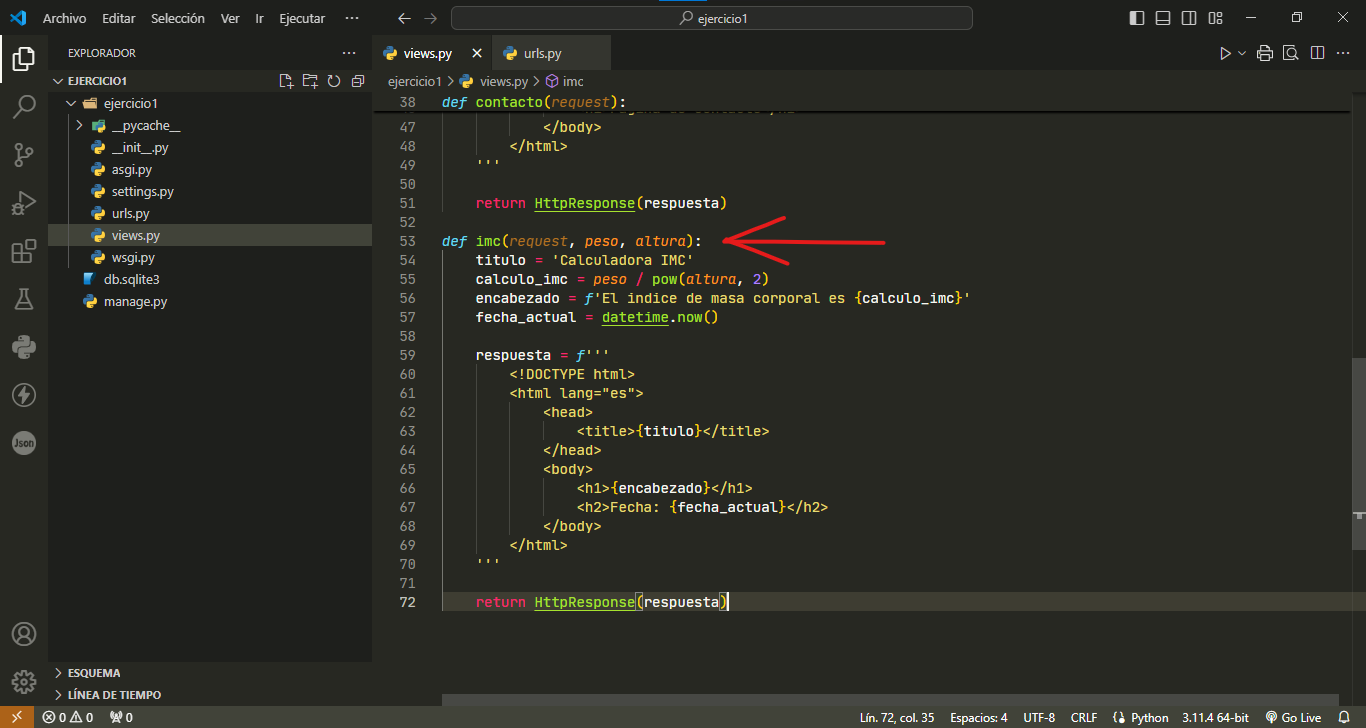 Archivo Editar Selección Ver Ir Ejecutar ··· ejercicio1
EXPLORADOR ···
EJERCICIO1
ejercicio1
__pycache__
__init__.py
asgi.py
settings.py
urls.py
views.py
wsgi.py
db.sqlite3
manage.py
ESQUEMA
LÍNEA DE TIEMPO
Json
views.py urls.py
ejercicio1 > views.py > imc
38 def contacto(request):
47 </body>
48 </html>
49 '''
50
51 return HttpResponse(respuesta)
52
53 def imc(request, peso, altura):
54 titulo = 'Calculadora IMC'
55 calculo_imc = peso / pow(altura, 2)
56 encabezado = f'El indice de masa corporal es {calculo_imc}'
57 fecha_actual = datetime.now()
58
59 respuesta = f'''
60 <!DOCTYPE html>
61 <html lang="es">
62 <head>
63 <title>{titulo}</title>
64 </head>
65 <body>
66 <h1>{encabezado}</h1>
67 <h2>Fecha: {fecha_actual}</h2>
68 </body>
69 </html>
70 '''
71
72 return HttpResponse(respuesta)
0 0 0 Lín. 72, col. 35 Espacios: 4 UTF-8 CRLF Python 3.11.4 64-bit Go Live